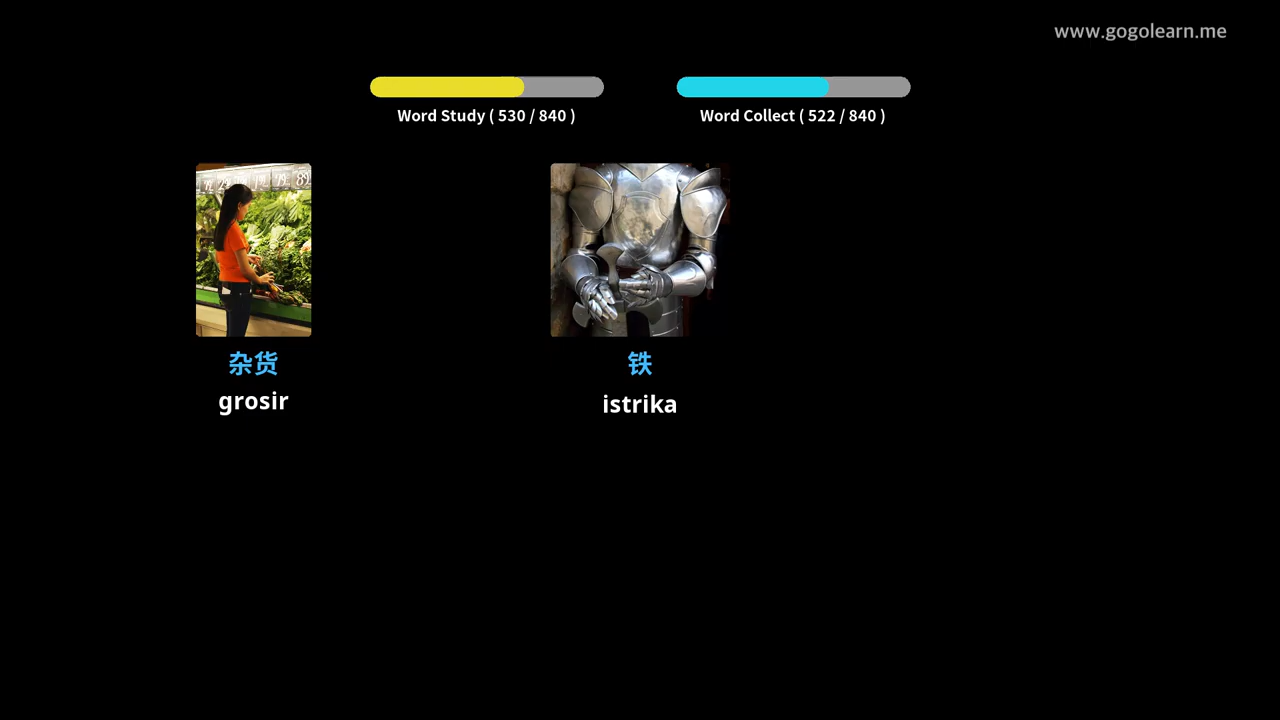 www.gogolearn.me
Word Study ( 530 / 840 )
Word Collect ( 522 / 840 )
杂货
grosir
铁
istrika